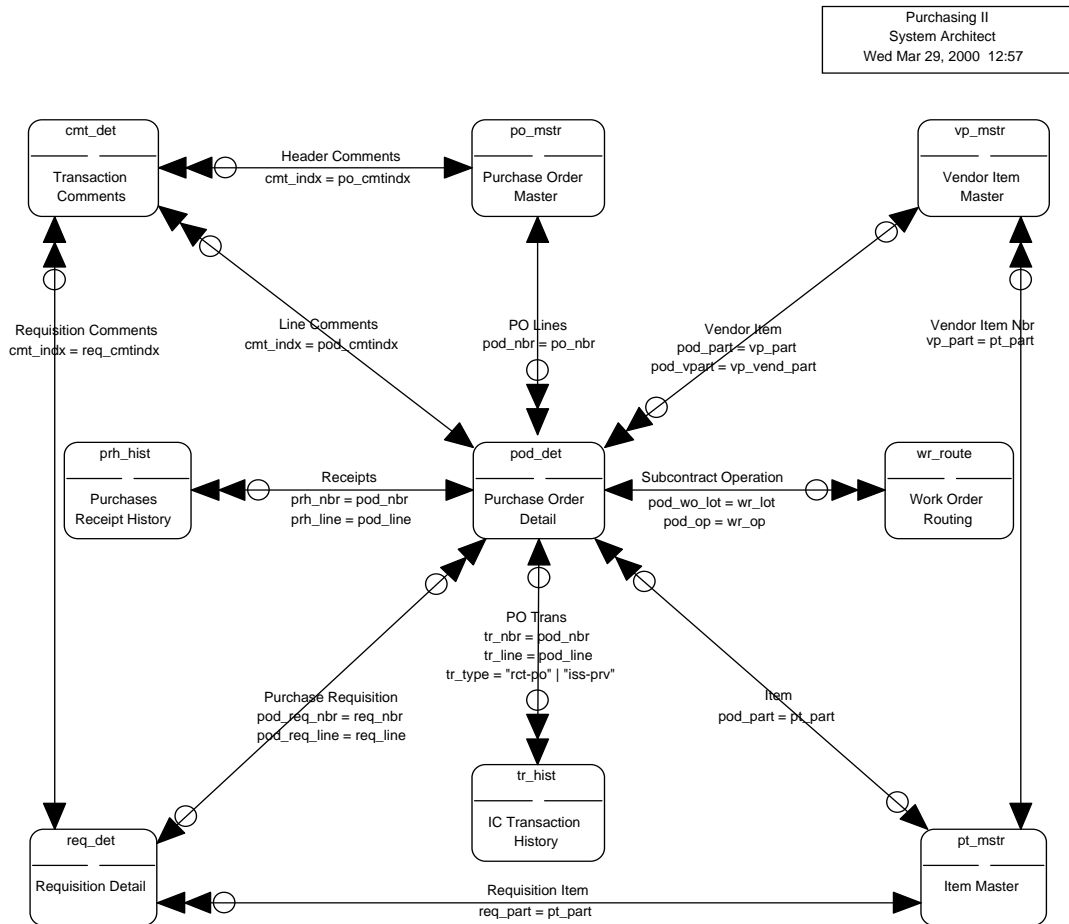 Purchasing II
System Architect
Wed Mar 29, 2000  12:57
cmt_det
Transaction
Comments
Header Comments
cmt_indx = po_cmtindx
po_mstr
Purchase Order
Master
vp_mstr
Vendor Item
Master
Requisition Comments
cmt_indx = req_cmtindx
Line Comments
cmt_indx = pod_cmtindx
PO Lines
pod_nbr = po_nbr
Vendor Item
pod_part = vp_part
pod_vpart = vp_vend_part
Vendor Item Nbr
vp_part = pt_part
prh_hist
Purchases
Receipt History
Receipts
prh_nbr = pod_nbr
prh_line = pod_line
pod_det
Purchase Order
Detail
Subcontract Operation
pod_wo_lot = wr_lot
pod_op = wr_op
wr_route
Work Order
Routing
PO Trans
tr_nbr = pod_nbr
tr_line = pod_line
tr_type = "rct-po" | "iss-prv"
Purchase Requisition
pod_req_nbr = req_nbr
pod_req_line = req_line
Item
pod_part = pt_part
tr_hist
IC Transaction
History
req_det
Requisition Detail
Requisition Item
req_part = pt_part
pt_mstr
Item Master